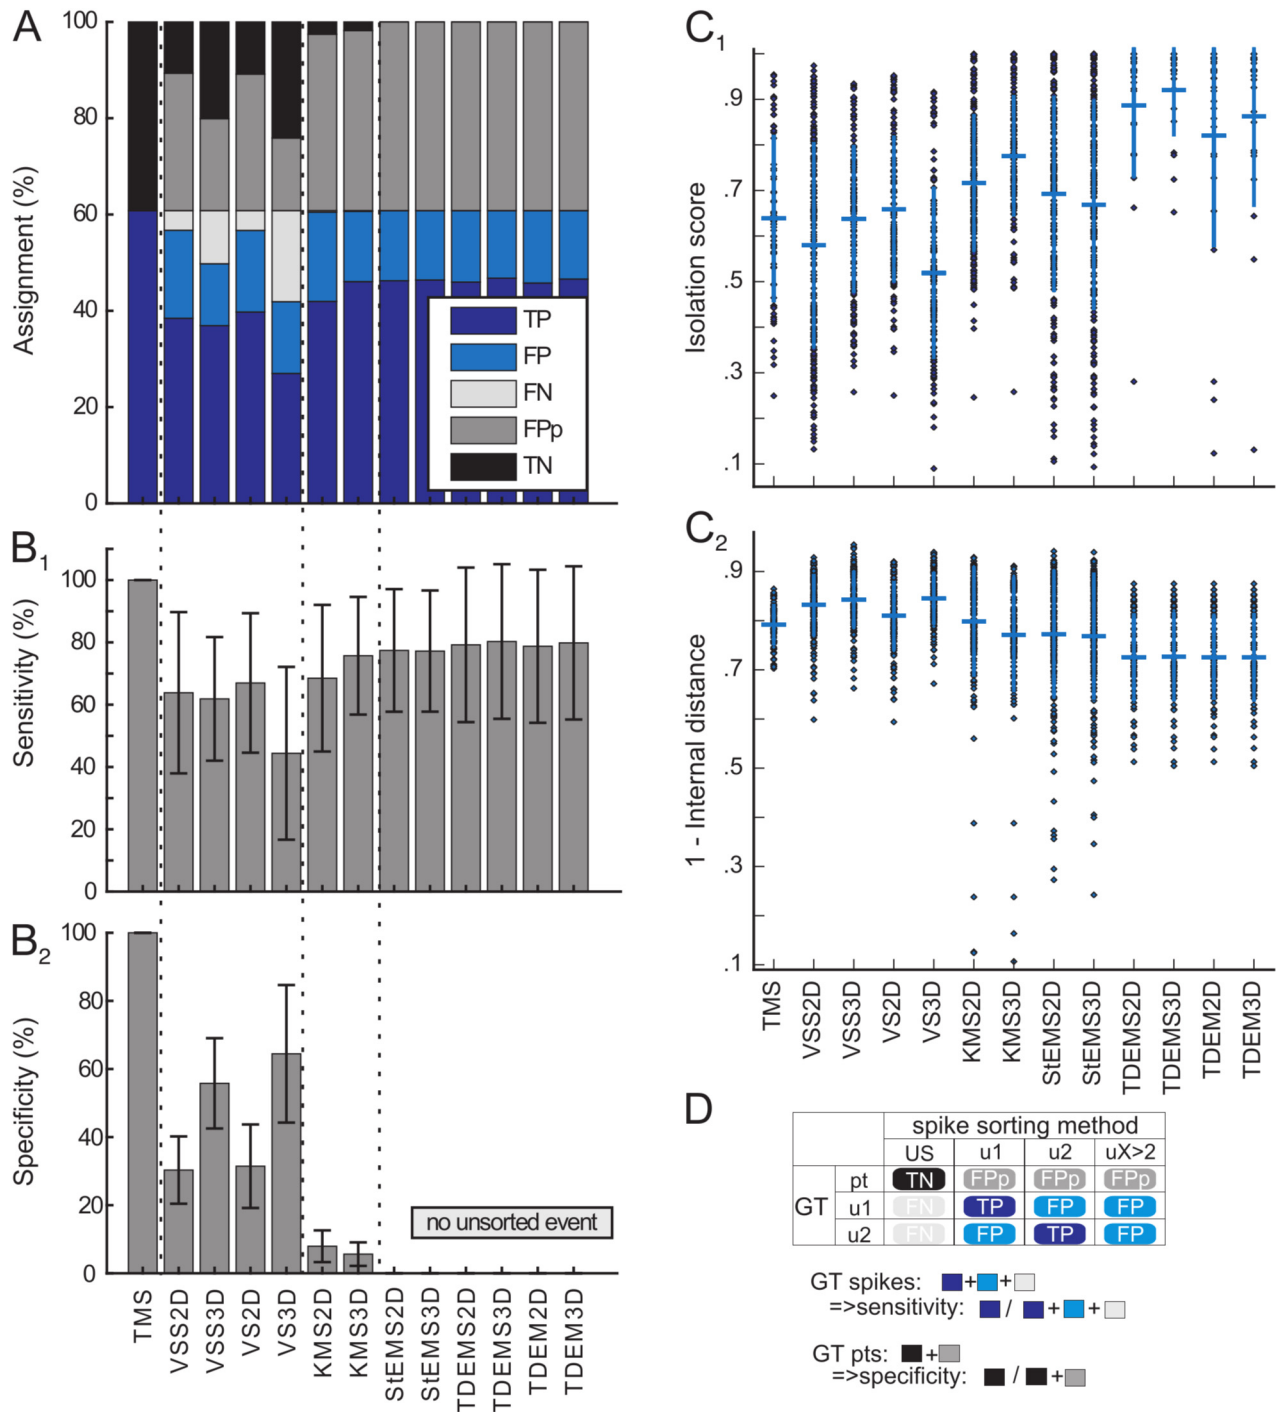 A
100
80
60
40
20
0
Assignment (%)
TP
FP
FN
FPp
TN
B1
100
80
60
40
20
0
Sensitivity (%)
B2
100
80
60
40
20
0
Specificity (%)
no unsorted event
TMS
VSS2D
VSS3D
VS2D
VS3D
KMS2D
KMS3D
StEMS2D
StEMS3D
TDEMS2D
TDEMS3D
TDEM2D
TDEM3D
C1
.9
.7
.5
.3
.1
Isolation score
C2
.9
.7
.5
.3
.1
1 - Internal distance
TMS
VSS2D
VSS3D
VS2D
VS3D
KMS2D
KMS3D
StEMS2D
StEMS3D
TDEMS2D
TDEMS3D
TDEM2D
TDEM3D
D
spike sorting method
US u1 u2 uX>2
pt TN FPp FPp FPp
GT u1 FN TP FP FP
u2 FN FP TP FP
GT spikes: + +
=>sensitivity: / + +
GT pts: +
=>specificity: / +